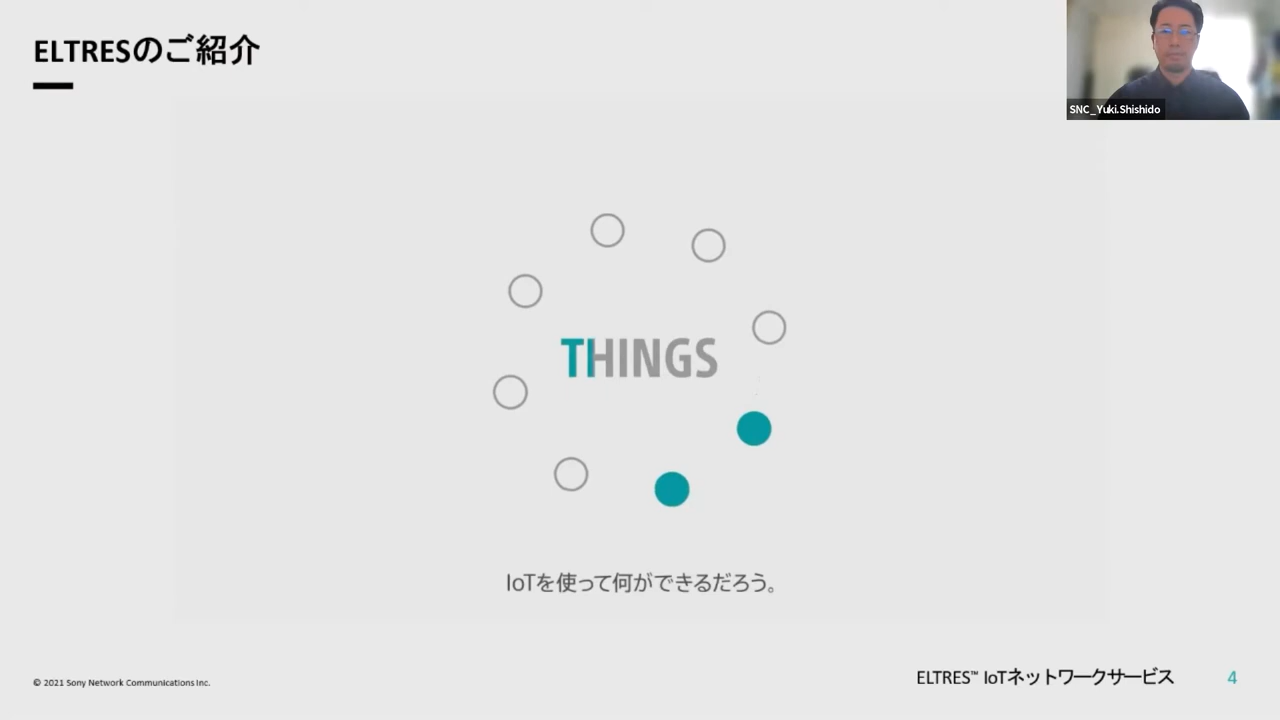 ELTRESのご紹介
SNC_Yuki.Shishido
THINGS
IoTを使って何ができるだろう。
© 2021 Sony Network Communications Inc.
ELTRES™ IoTネットワークサービス
4